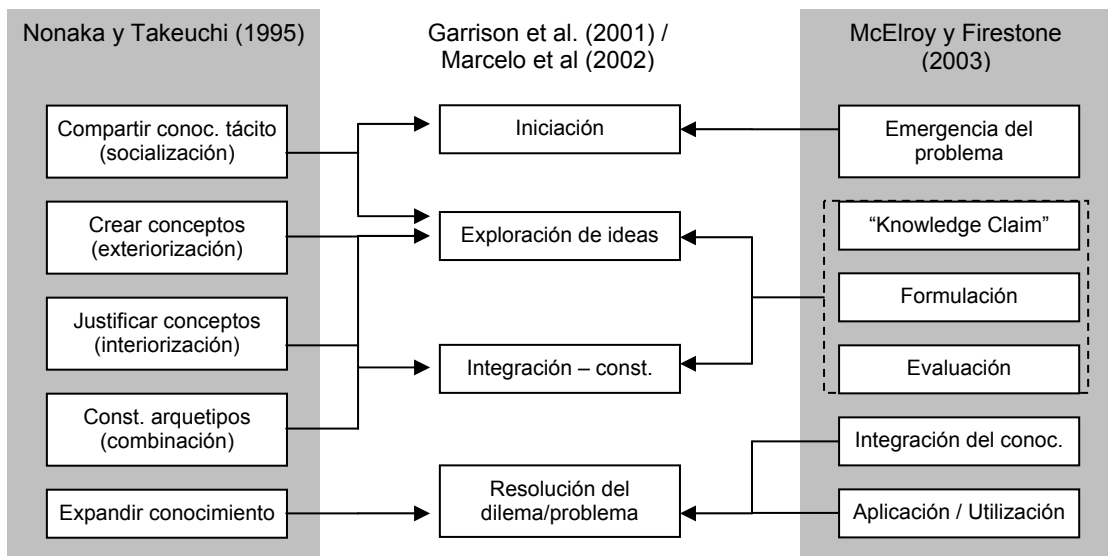 Nonaka y Takeuchi (1995)
Compartir conoc. tácito
(socialización)
Crear conceptos
(exteriorización)
Justificar conceptos
(interiorización)
Const. arquetipos
(combinación)
Expandir conocimiento
Garrison et al. (2001) /
Marcelo et al (2002)
Iniciación
Exploración de ideas
Integración – const.
Resolución del
dilema/problema
McElroy y Firestone
(2003)
Emergencia del
problema
“Knowledge Claim”
Formulación
Evaluación
Integración del conoc.
Aplicación / Utilización